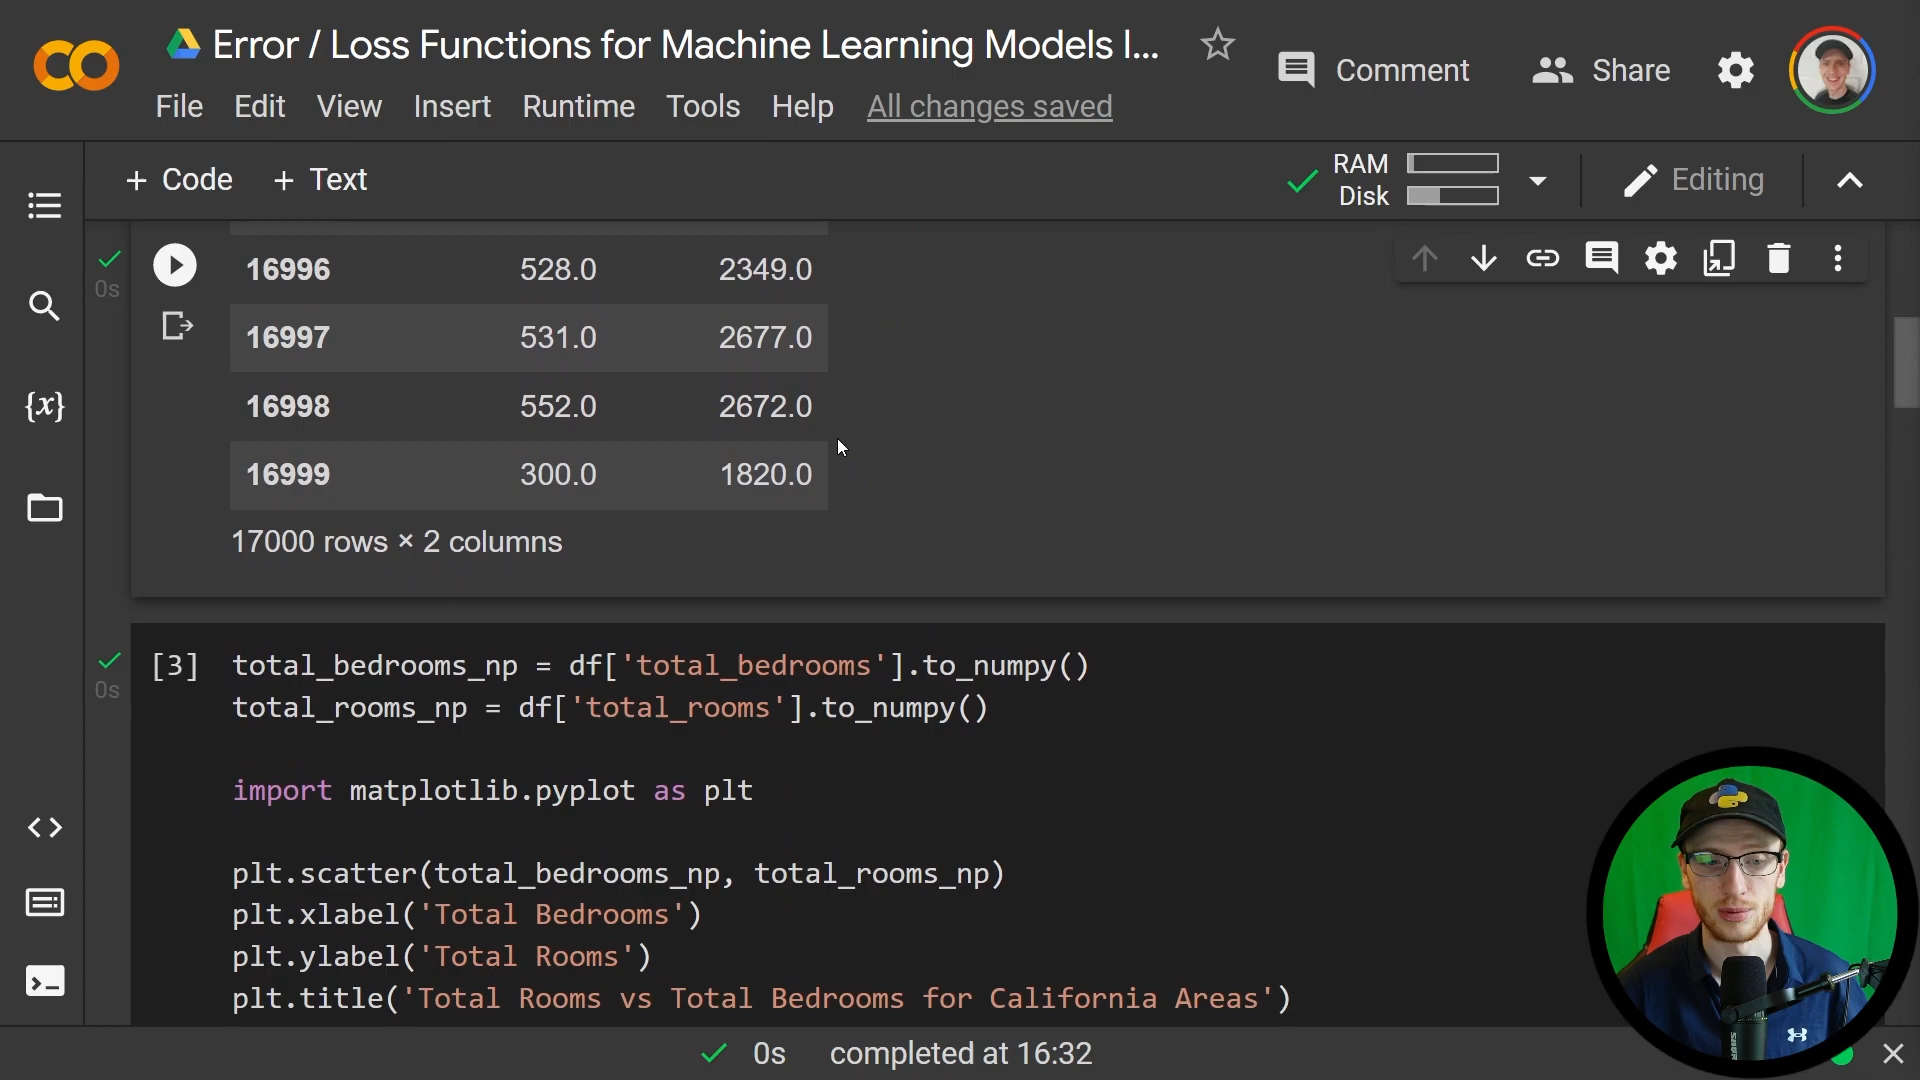 Error / Loss Functions for Machine Learning Models I...
Comment
Share
File Edit View Insert Runtime Tools Help All changes saved
+ Code + Text
RAM
Disk
Editing
0s
16996 528.0 2349.0
16997 531.0 2677.0
16998 552.0 2672.0
16999 300.0 1820.0
17000 rows × 2 columns
{x}
0s
[3] total_bedrooms_np = df['total_bedrooms'].to_numpy()
total_rooms_np = df['total_rooms'].to_numpy()
import matplotlib.pyplot as plt
plt.scatter(total_bedrooms_np, total_rooms_np)
plt.xlabel('Total Bedrooms')
plt.ylabel('Total Rooms')
plt.title('Total Rooms vs Total Bedrooms for California Areas')
0s completed at 16:32